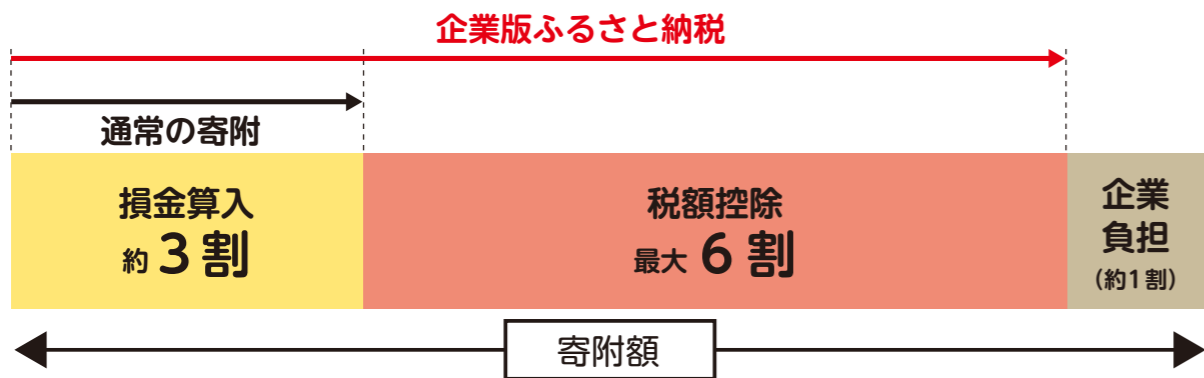 企業版ふるさと納税
通常の寄附
損金算入
約3割
税額控除
最大6割
企業
負担
(約1割)
寄附額